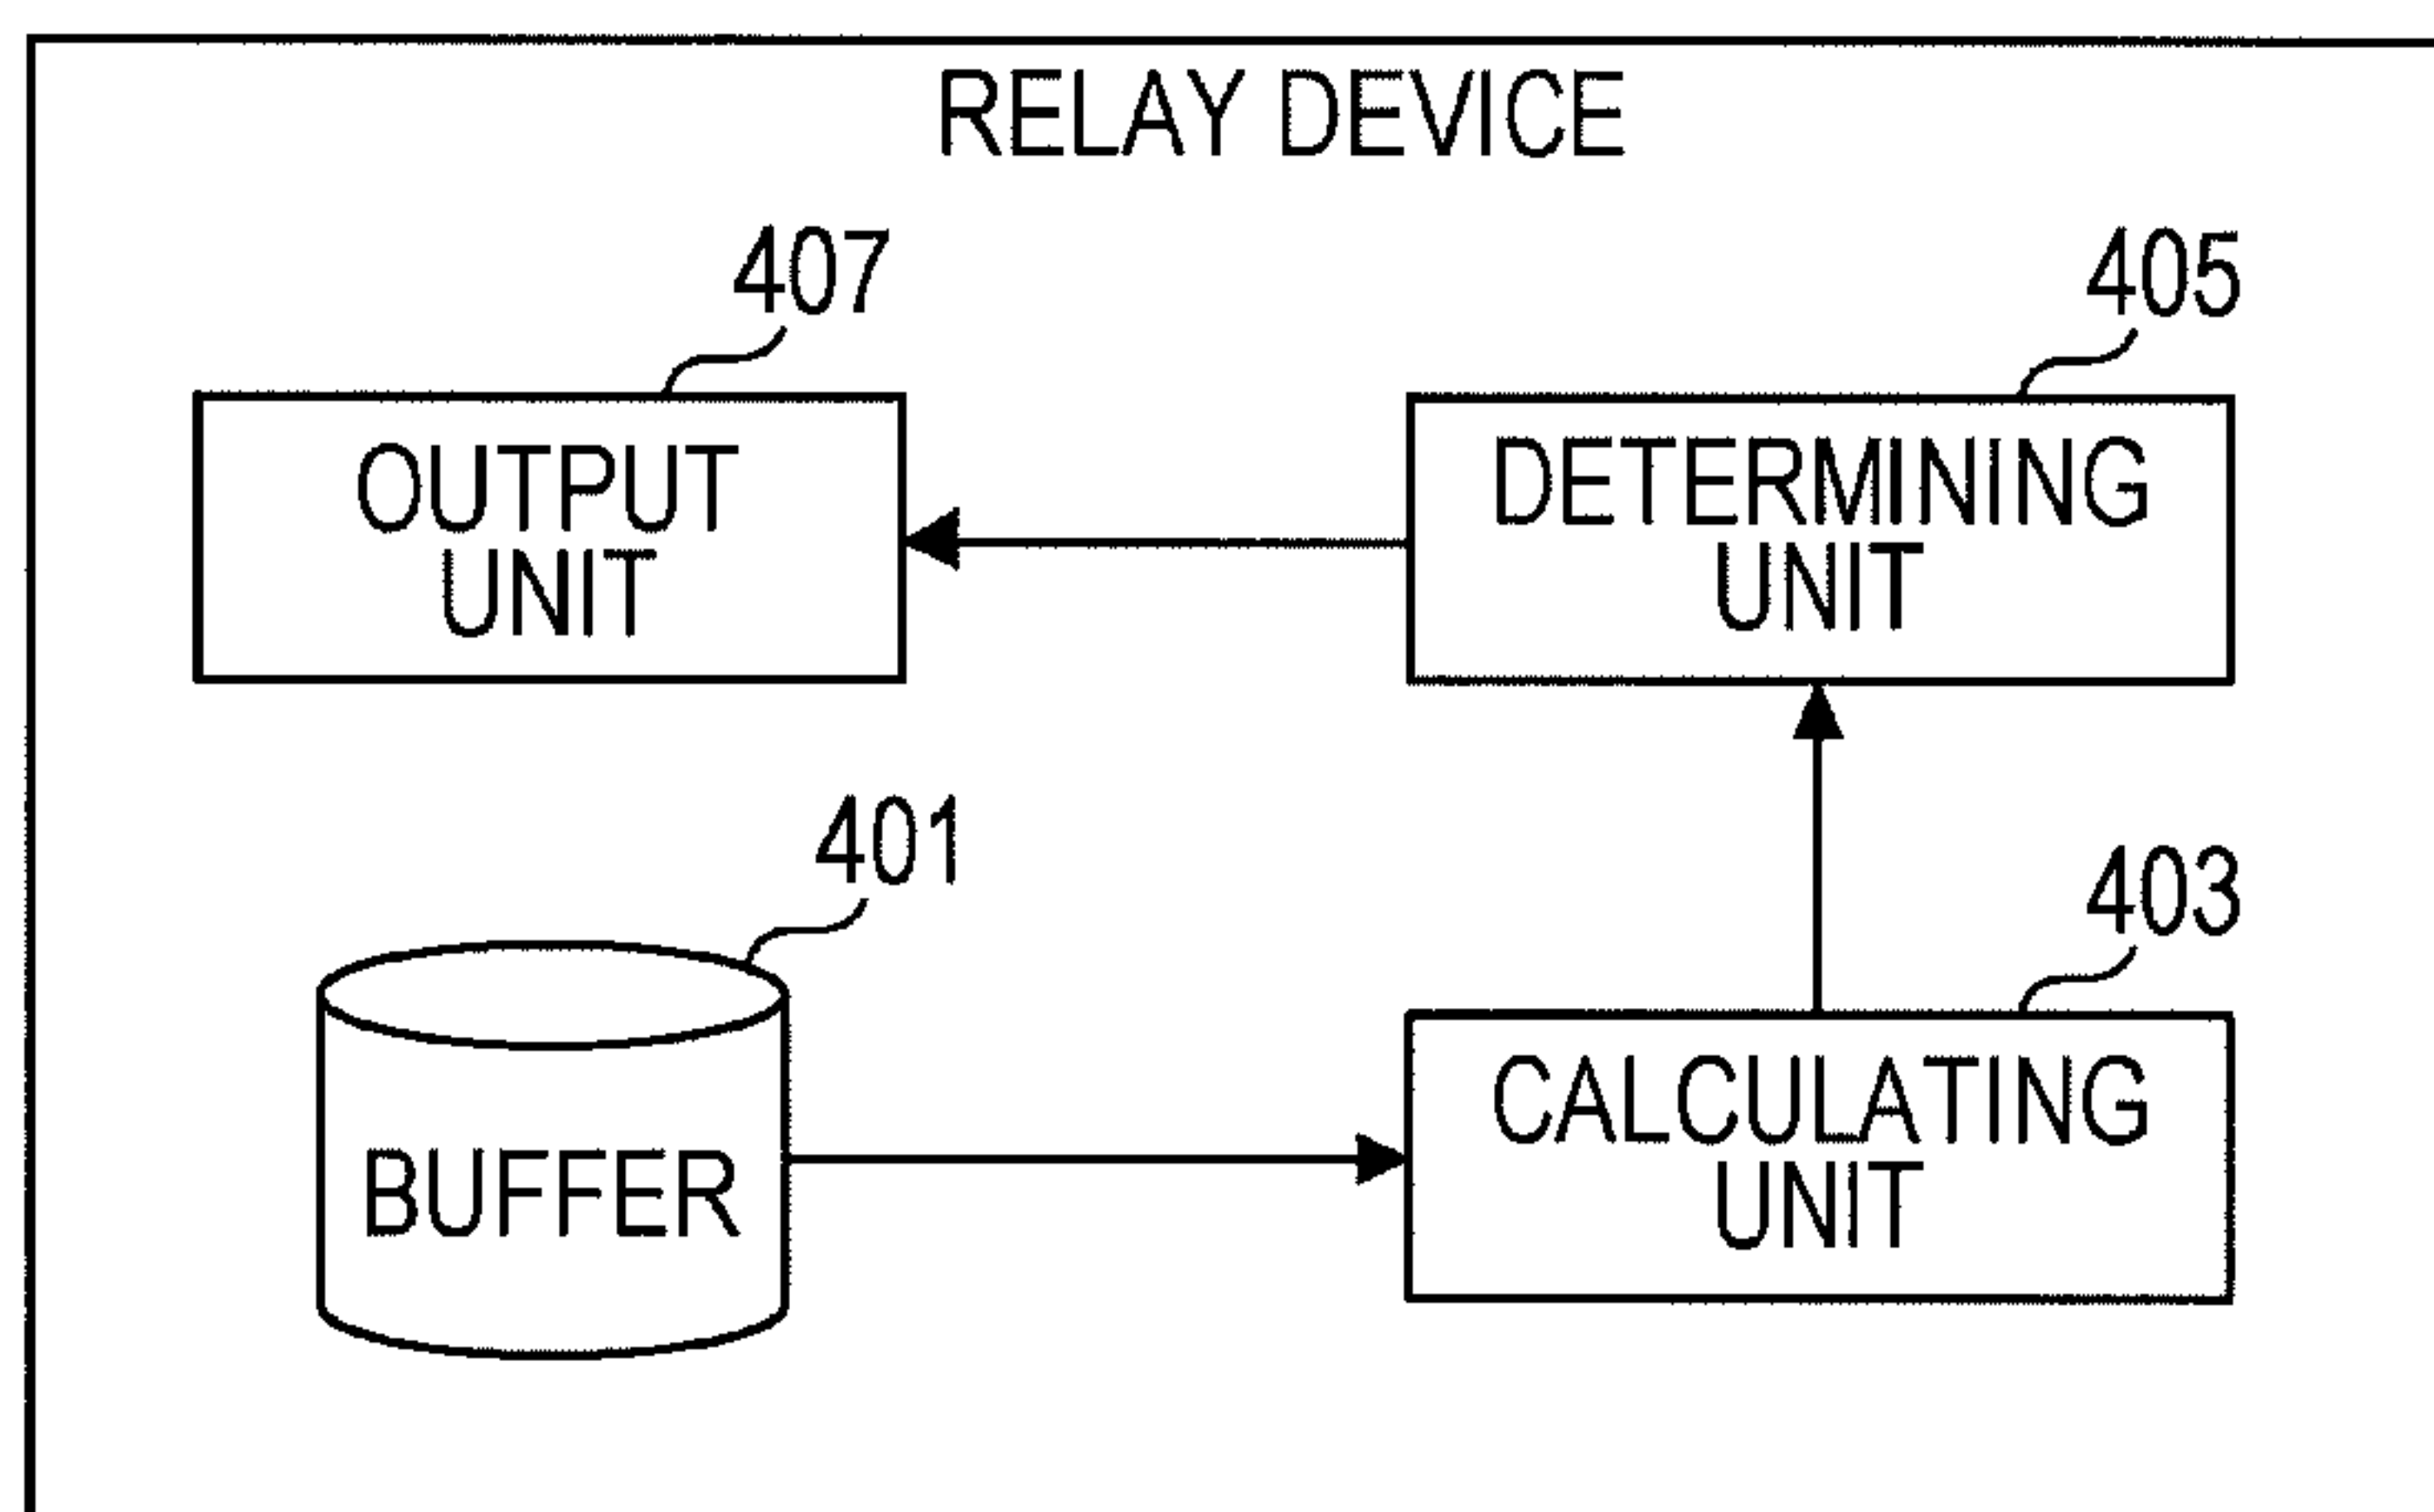 RELAY DEVICE
407
405
OUTPUT
UNIT
DETERMINING
UNIT
401
403
BUFFER
CALCULATING
UNIT